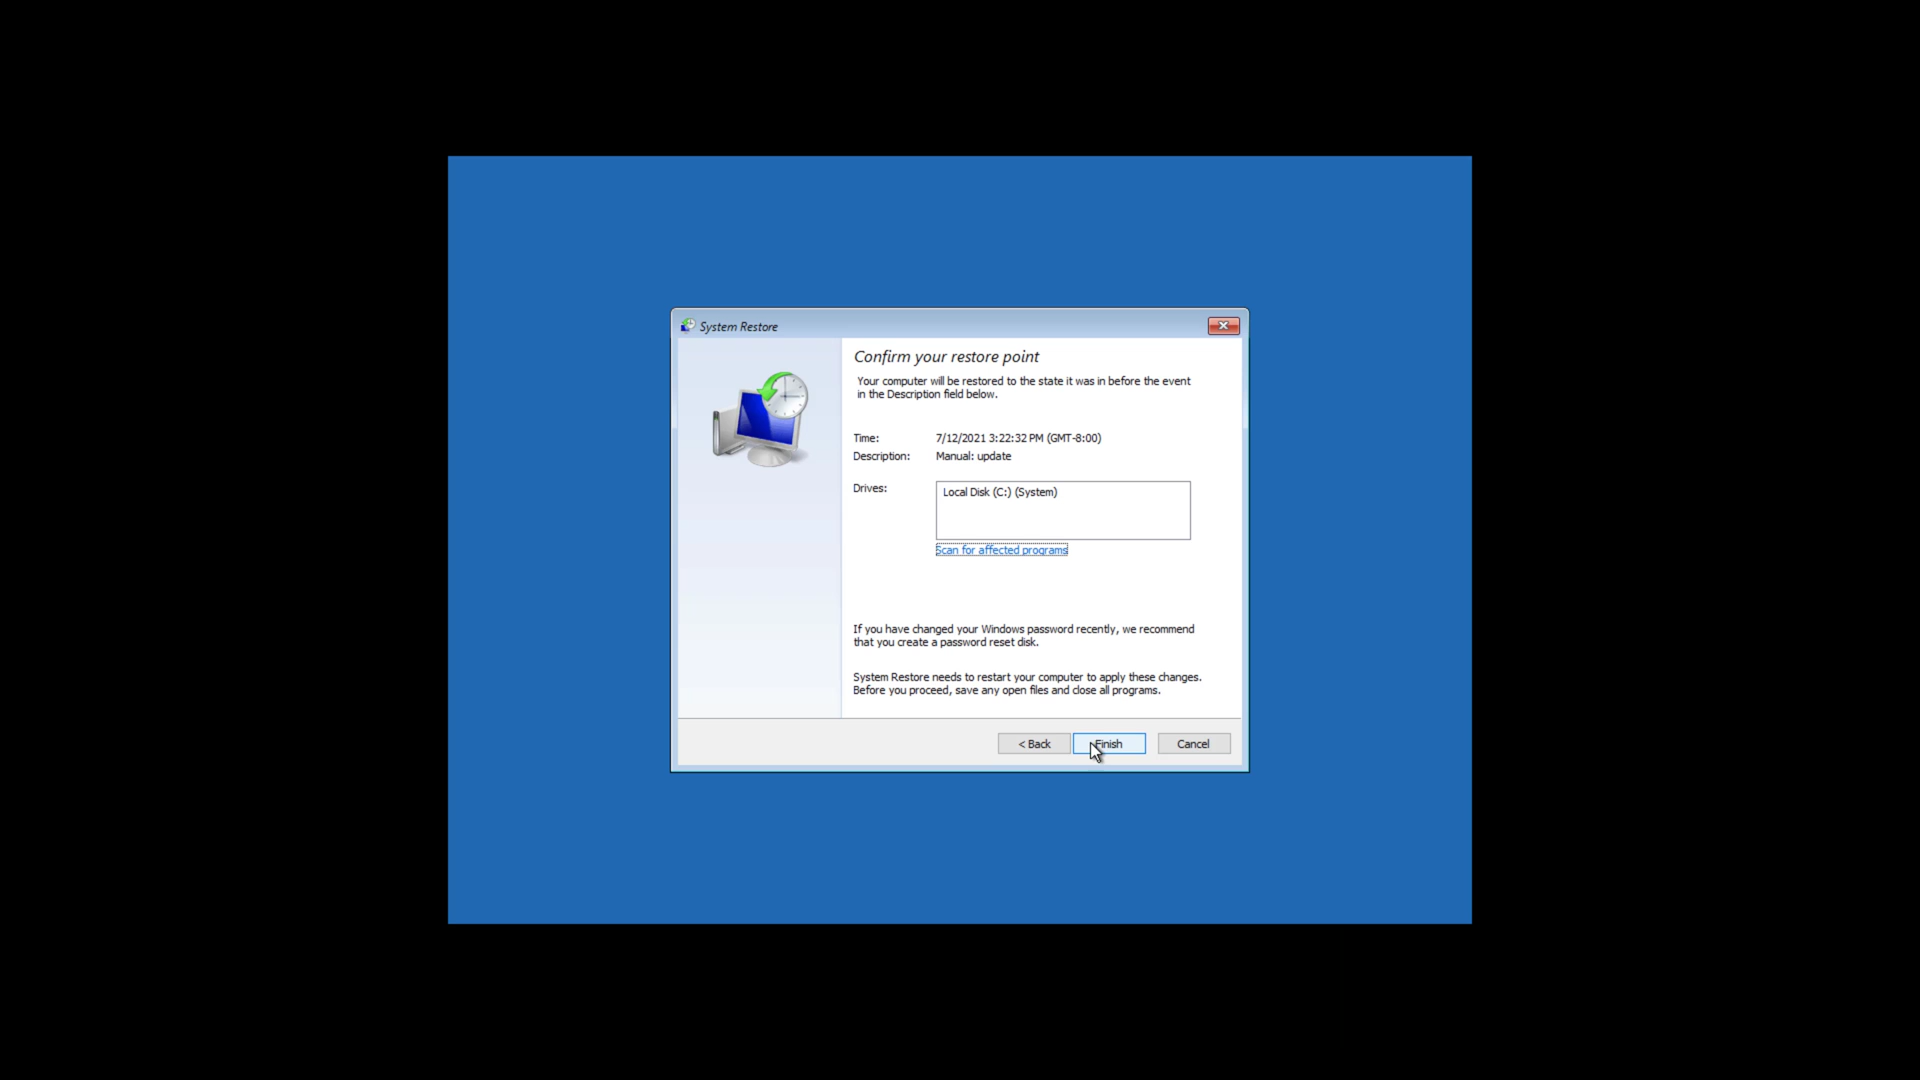 System Restore
Confirm your restore point
Your computer will be restored to the state it was in before the event
in the Description field below.
Time: 7/12/2021 3:22:32 PM (GMT-8:00)
Description: Manual: update
Drives: Local Disk (C:) (System)
Scan for affected programs
If you have changed your Windows password recently, we recommend
that you create a password reset disk.
System Restore needs to restart your computer to apply these changes.
Before you proceed, save any open files and close all programs.
< Back Finish Cancel